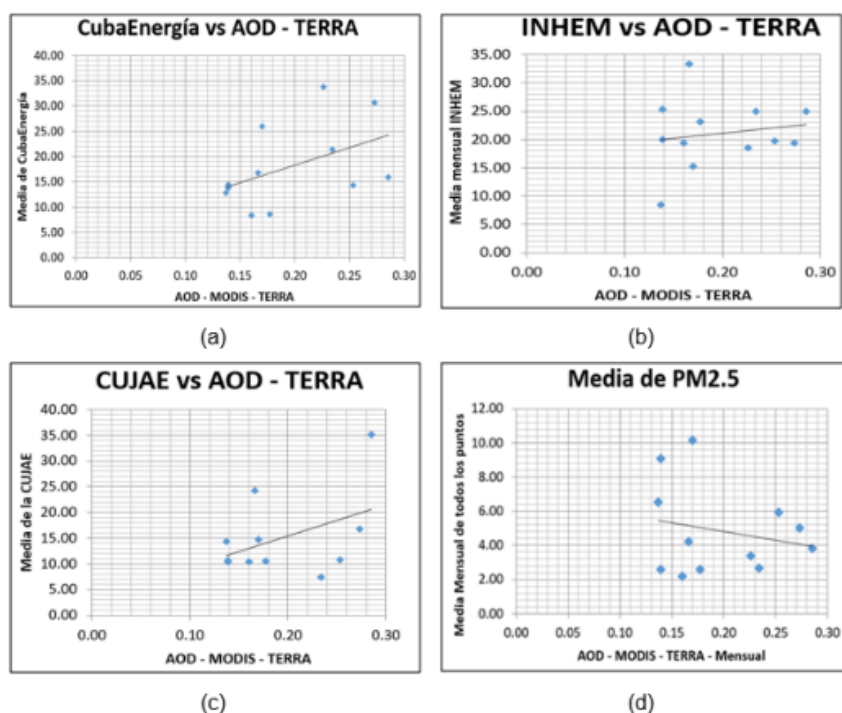 CubaEnergía vs AOD - TERRA
Media de CubaEnergía
40.00
35.00
30.00
25.00
20.00
15.00
10.00
5.00
0.00
0.00 0.05 0.10 0.15 0.20 0.25 0.30
AOD - MODIS - TERRA
(a)
INHEM vs AOD - TERRA
Media mensual INHEM
35.00
30.00
25.00
20.00
15.00
10.00
5.00
0.00
0.00 0.10 0.20 0.30
AOD - MODIS - TERRA
(b)
CUJAE vs AOD - TERRA
Media de la CUJAE
40.00
35.00
30.00
25.00
20.00
15.00
10.00
5.00
0.00
0.00 0.10 0.20 0.30
AOD - MODIS - TERRA
(c)
Media de PM2.5
Media Mensual de todos los puntos
12.00
10.00
8.00
6.00
4.00
2.00
0.00
0.00 0.05 0.10 0.15 0.20 0.25 0.30
AOD - MODIS - TERRA - Mensual
(d)